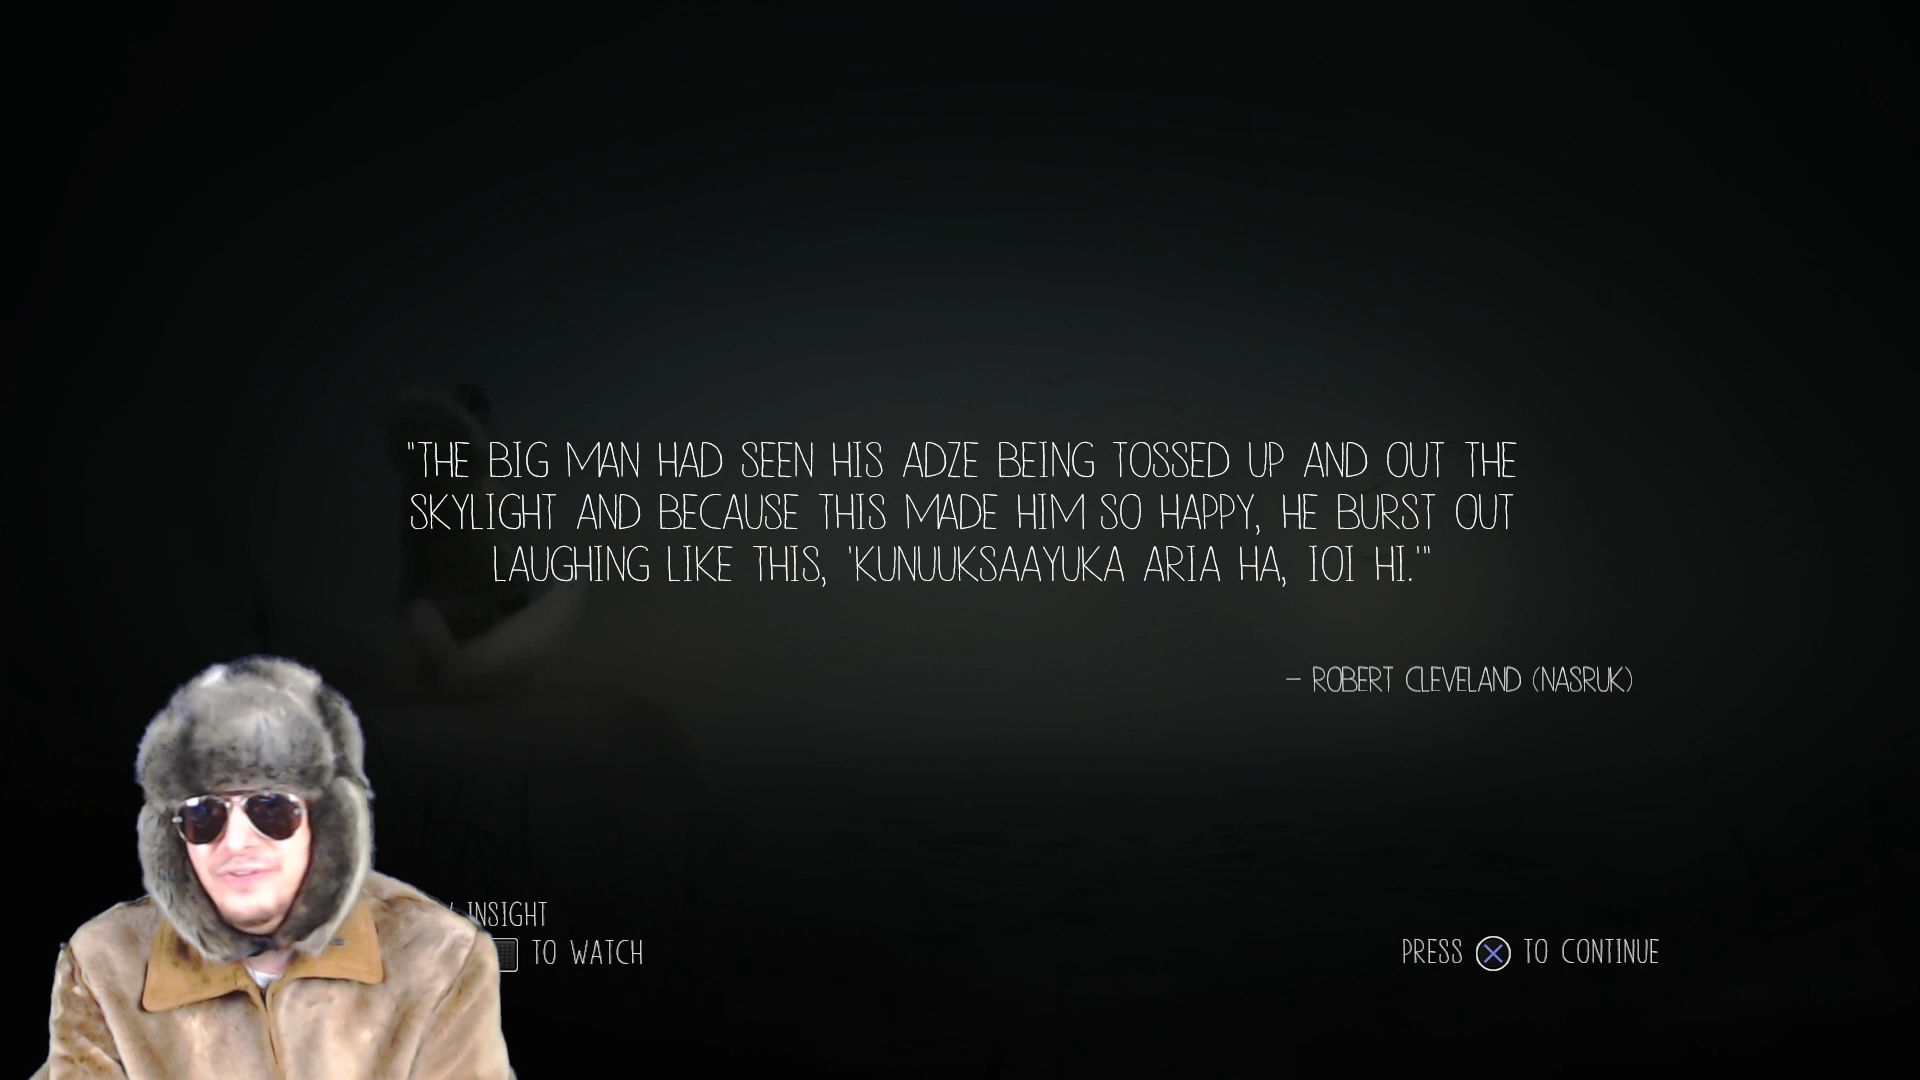 "THE BIG MAN HAD SEEN HIS ADZE BEING TOSSED UP AND OUT THE
SKYLIGHT AND BECAUSE THIS MADE HIM SO HAPPY, HE BURST OUT
LAUGHING LIKE THIS, 'KUNUUKSAAYUKA ARIA HA, IOI HI.'"
– ROBERT CLEVELAND (NASRUK)
INSIGHT
TO WATCH
PRESS TO CONTINUE